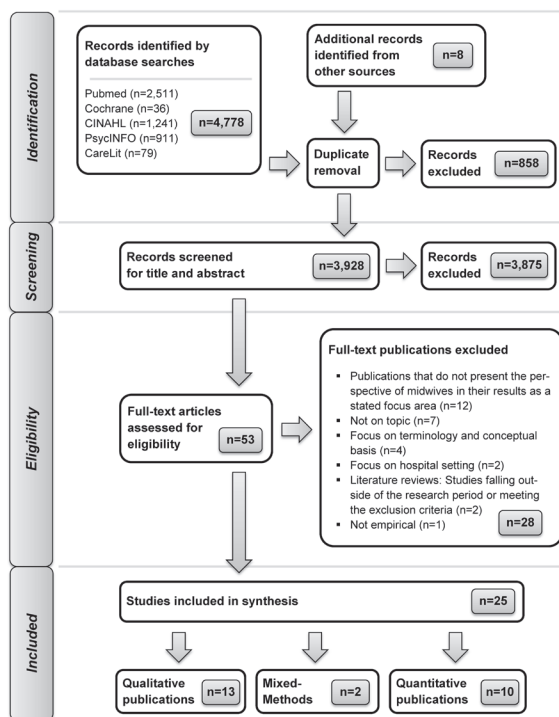 Identification
Records identified by
database searches
Pubmed (n=2,511)
Cochrane (n=36)
CINAHL (n=1,241)
PsycINFO (n=911)
CareLit (n=79)
n=4,778
Additional records
identified from
other sources
n=8
Duplicate
removal
Records
excluded
n=858
Screening
Records screened
for title and abstract
n=3,928
Records
excluded
n=3,875
Eligibility
Full-text articles
assessed for
eligibility
n=53
Full-text publications excluded
▪ Publications that do not present the per-
spective of midwives in their results as a
stated focus area (n=12)
▪ Not on topic (n=7)
▪ Focus on terminology and conceptual
basis (n=4)
▪ Focus on hospital setting (n=2)
▪ Literature reviews: Studies falling out-
side of the research period or meeting
the exclusion criteria (n=2)
▪ Not empirical (n=1)
n=28
Included
Studies included in synthesis
n=25
Qualitative
publications
n=13
Mixed-
Methods
n=2
Quantitative
publications
n=10